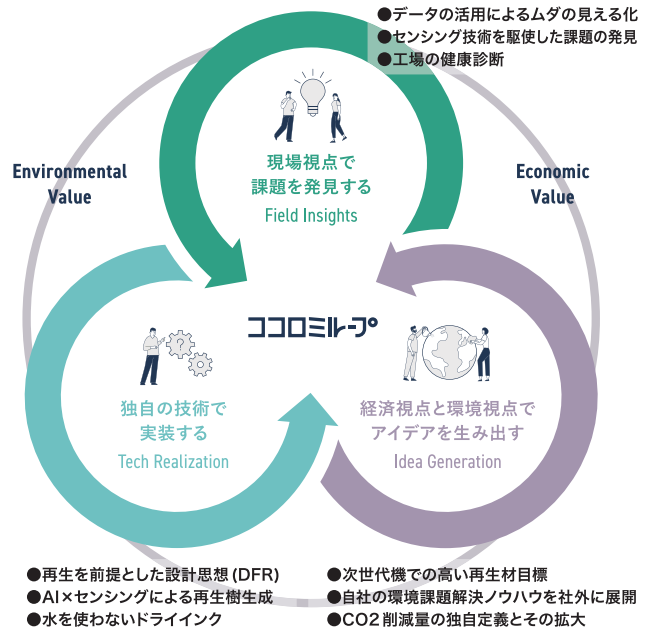 ●データの活用によるムダの見える化
●センシング技術を駆使した課題の発見
●工場の健康診断
現場視点で
課題を発見する
Field Insights
Environmental
Value
Economic
Value
ココロミループ
?
独自の技術で
実装する
Tech Realization
経済視点と環境視点で
アイデアを生み出す
Idea Generation
●再生を前提とした設計思想(DFR)
●AI×センシングによる再生樹生成
●水を使わないドライインク
●次世代機での高い再生材目標
●自社の環境課題解決ノウハウを社外に展開
●CO2削減量の独自定義とその拡大